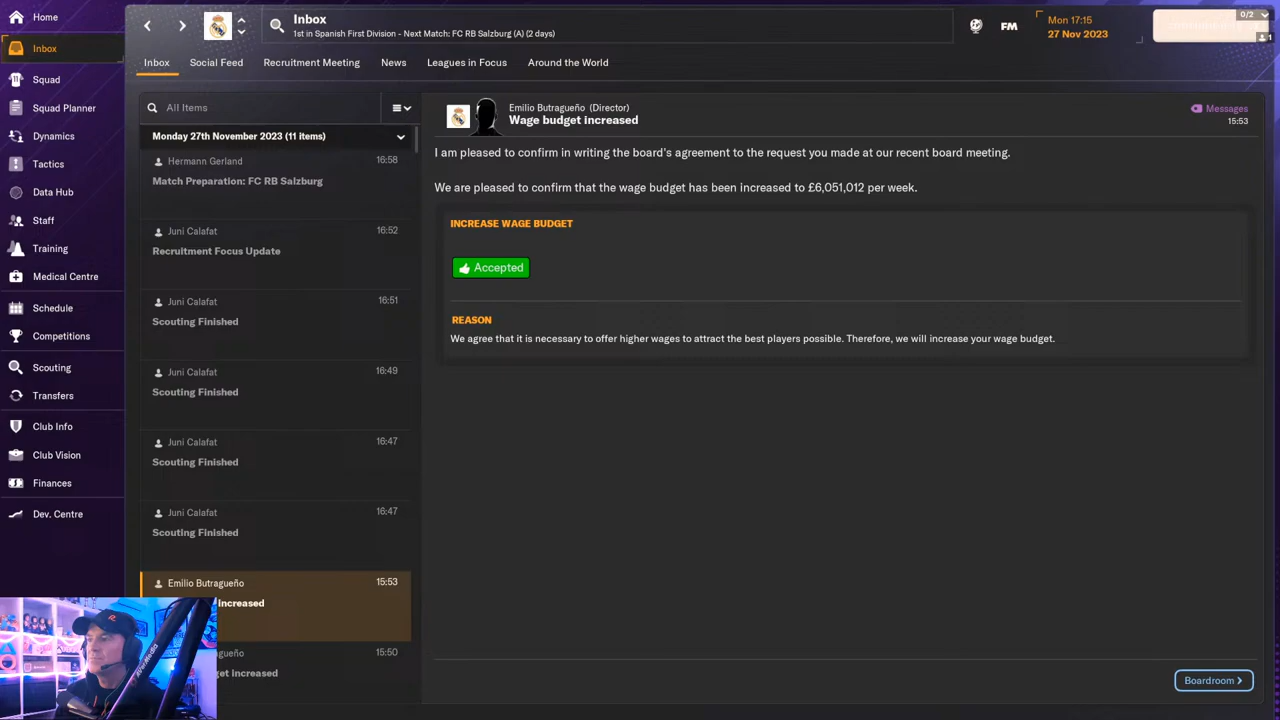 Home
Inbox
Squad
Squad Planner
Dynamics
Tactics
Data Hub
Staff
Training
Medical Centre
Schedule
Competitions
Scouting
Transfers
Club Info
Club Vision
Finances
Dev. Centre
Inbox
1st in Spanish First Division - Next Match: FC RB Salzburg (A) (2 days)
FM
Mon 17:15
27 Nov 2023
0/2
1
Inbox
Social Feed
Recruitment Meeting
News
Leagues in Focus
Around the World
All Items
Monday 27th November 2023 (11 items)
Hermann Gerland 16:58
Match Preparation: FC RB Salzburg
Juni Calafat 16:52
Recruitment Focus Update
Juni Calafat 16:51
Scouting Finished
Juni Calafat 16:49
Scouting Finished
Juni Calafat 16:47
Scouting Finished
Juni Calafat 16:47
Scouting Finished
Emilio Butragueño 15:53
increased
15:50
increased
Emilio Butragueño (Director)
Wage budget increased
Messages
15:53
I am pleased to confirm in writing the board's agreement to the request you made at our recent board meeting.
We are pleased to confirm that the wage budget has been increased to £6,051,012 per week.
INCREASE WAGE BUDGET
Accepted
REASON
We agree that it is necessary to offer higher wages to attract the best players possible. Therefore, we will increase your wage budget.
Boardroom